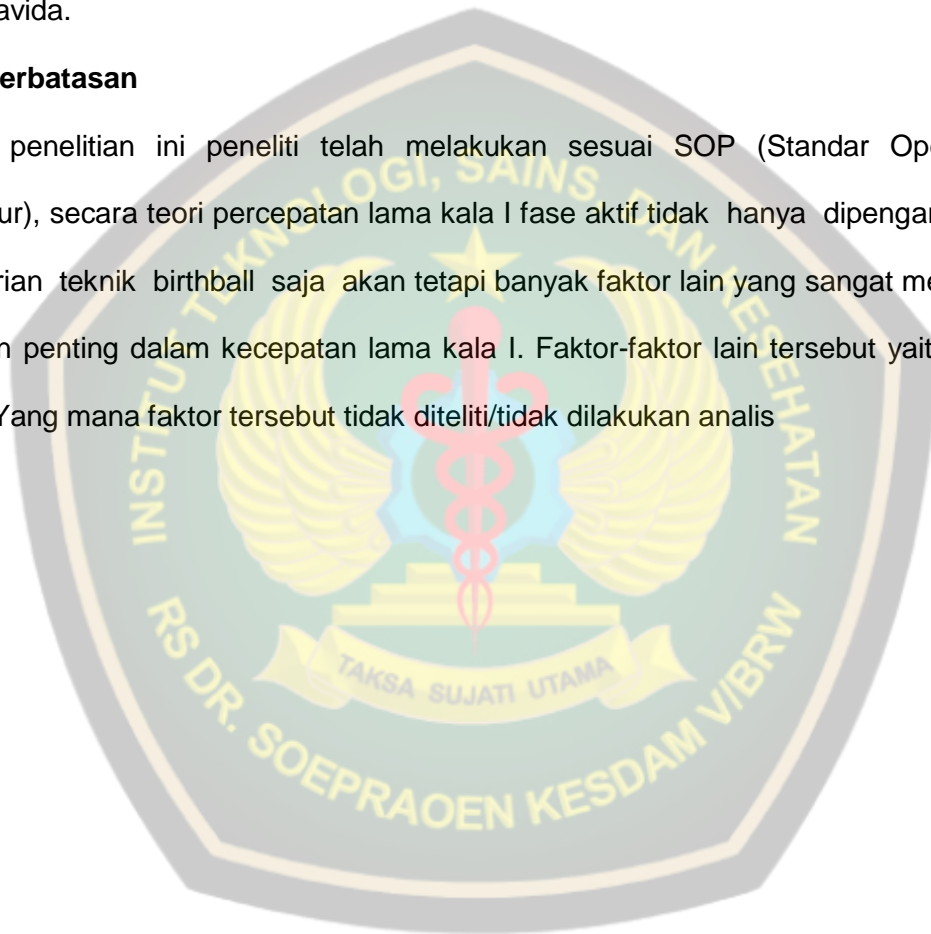 avida.
erbatasan
penelitian ini peneliti telah melakukan sesuai SOP (Standar Ope
ur), secara teori percepatan lama kala I fase aktif tidak hanya dipengar
rian teknik birthball saja akan tetapi banyak faktor lain yang sangat me
n penting dalam kecepatan lama kala I. Faktor-faktor lain tersebut yait
Yang mana faktor tersebut tidak diteliti/tidak dilakukan analis
INSTITUT TEKNOLOGI, SAINS, DAN KESEHATAN
TAKSA SUJATI UTAMA
RS DR. SOEPRAOEN KESDAM V/BRW